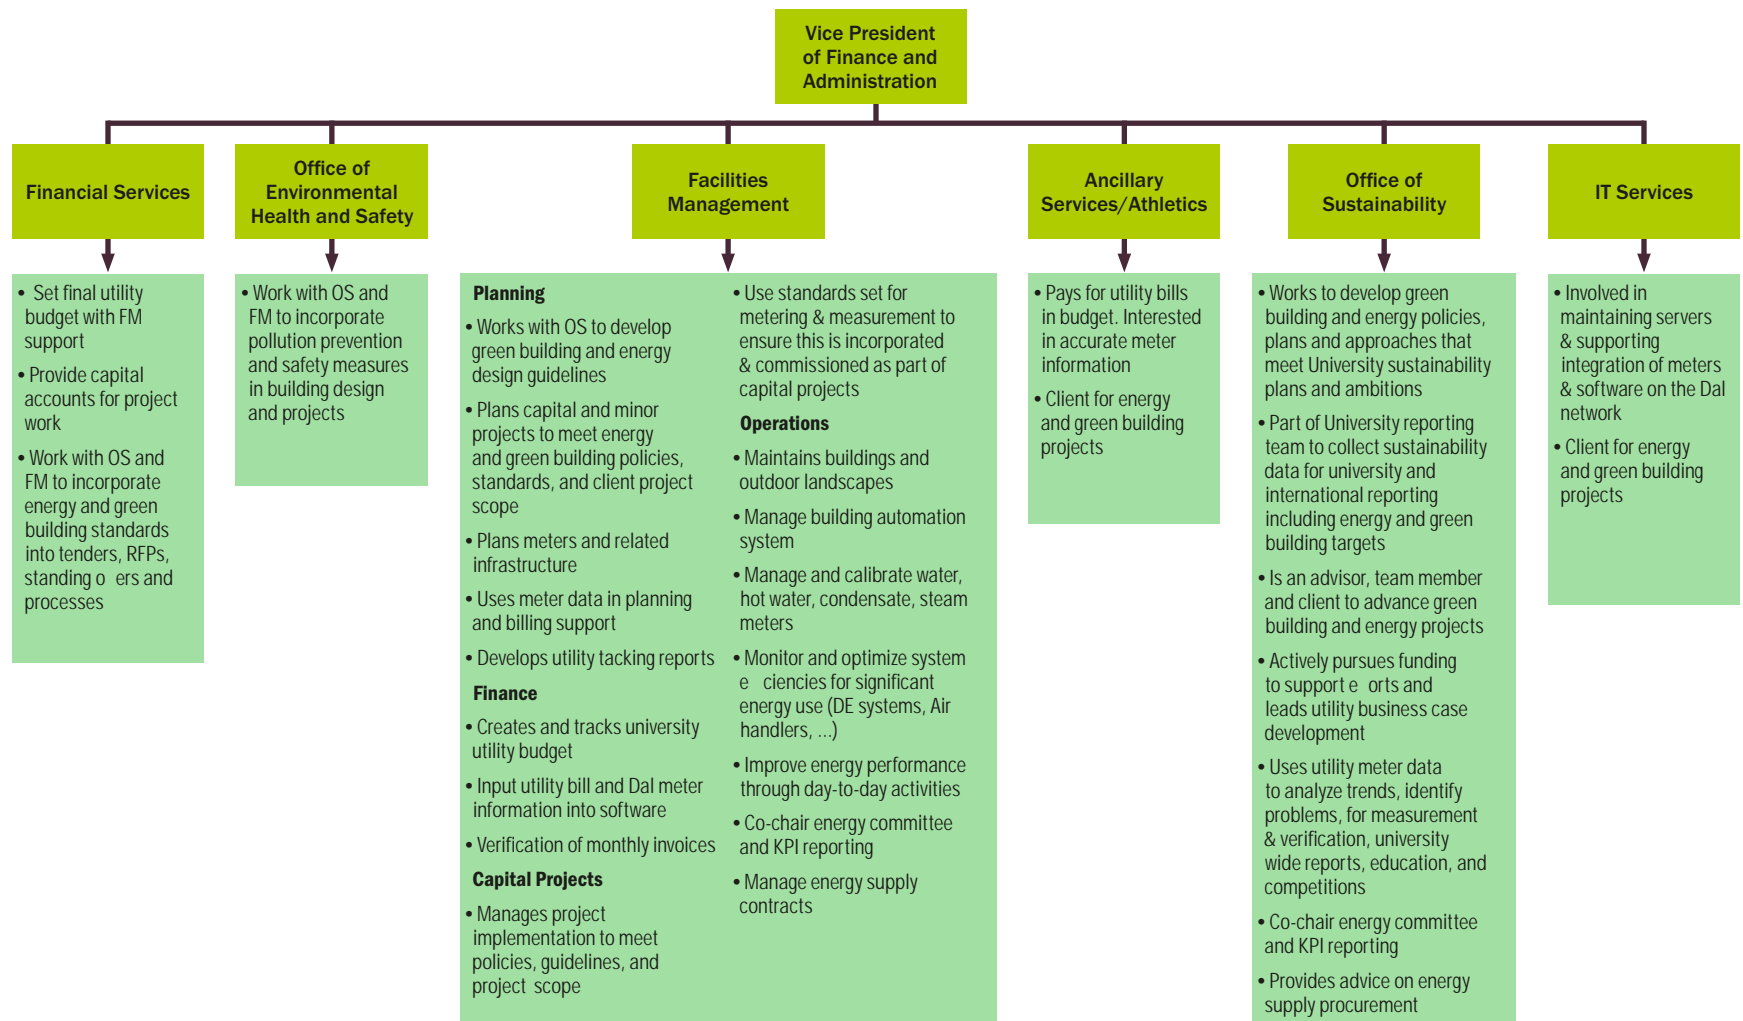 Vice President
of Finance and
Administration
Financial Services
• Set final utility
budget with FM
support
• Provide capital
accounts for project
work
• Work with OS and
FM to incorporate
energy and green
building standards
into tenders, RFPs,
standing o ers and
processes
Office of
Environmental
Health and Safety
• Work with OS and
FM to incorporate
pollution prevention
and safety measures
in building design
and projects
Facilities
Management
Planning
• Works with OS to develop
green building and energy
design guidelines
• Plans capital and minor
projects to meet energy
and green building policies,
standards, and client project
scope
• Plans meters and related
infrastructure
• Uses meter data in planning
and billing support
• Develops utility tacking reports
Finance
• Creates and tracks university
utility budget
• Input utility bill and Dal meter
information into software
• Verification of monthly invoices
Capital Projects
• Manages project
implementation to meet
policies, guidelines, and
project scope
• Use standards set for
metering & measurement to
ensure this is incorporated
& commissioned as part of
capital projects
Operations
• Maintains buildings and
outdoor landscapes
• Manage building automation
system
• Manage and calibrate water,
hot water, condensate, steam
meters
• Monitor and optimize system
e ciencies for significant
energy use (DE systems, Air
handlers, ...)
• Improve energy performance
through day-to-day activities
• Co-chair energy committee
and KPI reporting
• Manage energy supply
contracts
Ancillary
Services/Athletics
• Pays for utility bills
in budget. Interested
in accurate meter
information
• Client for energy
and green building
projects
Office of
Sustainability
• Works to develop green
building and energy policies,
plans and approaches that
meet University sustainability
plans and ambitions
• Part of University reporting
team to collect sustainability
data for university and
international reporting
including energy and green
building targets
• Is an advisor, team member
and client to advance green
building and energy projects
• Actively pursues funding
to support e orts and
leads utility business case
development
• Uses utility meter data
to analyze trends, identify
problems, for measurement
& verification, university
wide reports, education, and
competitions
• Co-chair energy committee
and KPI reporting
• Provides advice on energy
supply procurement
IT Services
• Involved in
maintaining servers
& supporting
integration of meters
& software on the Dal
network
• Client for energy
and green building
projects